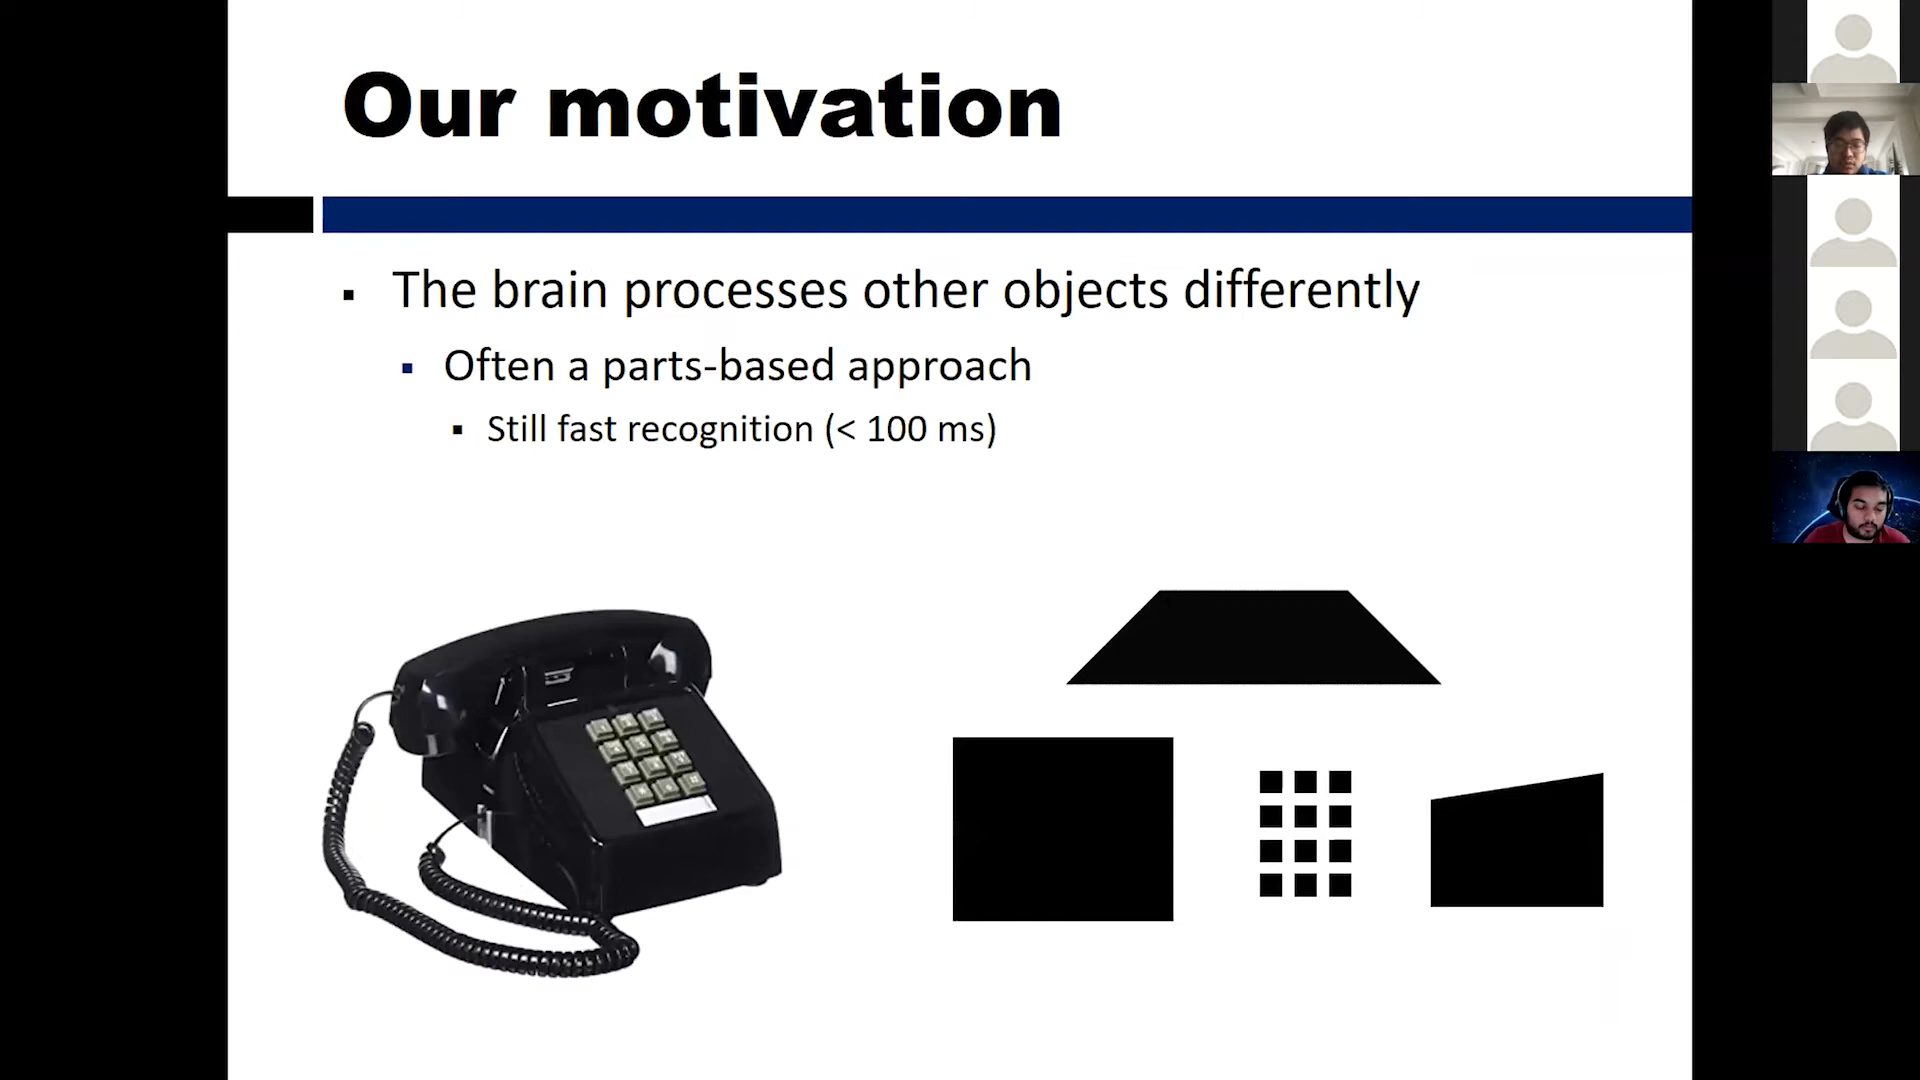 Our motivation
The brain processes other objects differently
Often a parts-based approach
Still fast recognition (< 100 ms)